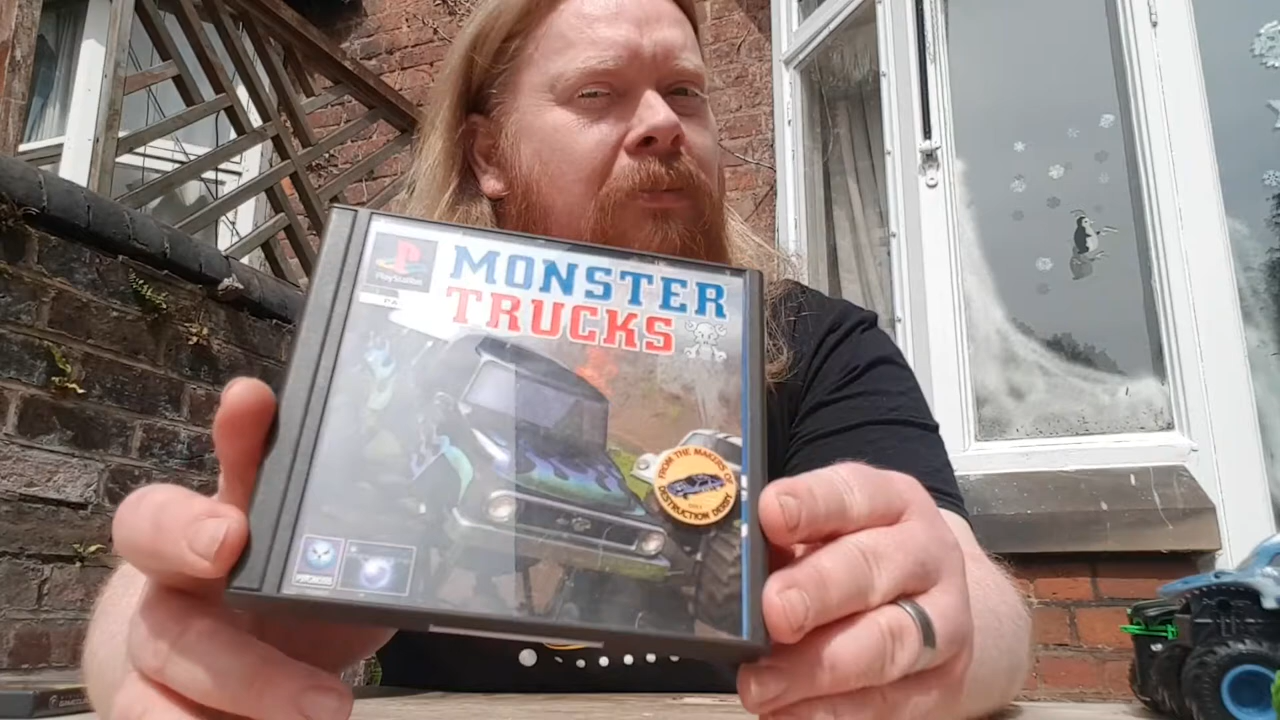 PlayStation
MONSTER
TRUCKS
FROM THE MAKERS OF
DESTRUCTION DERBY
PSYGNOSIS